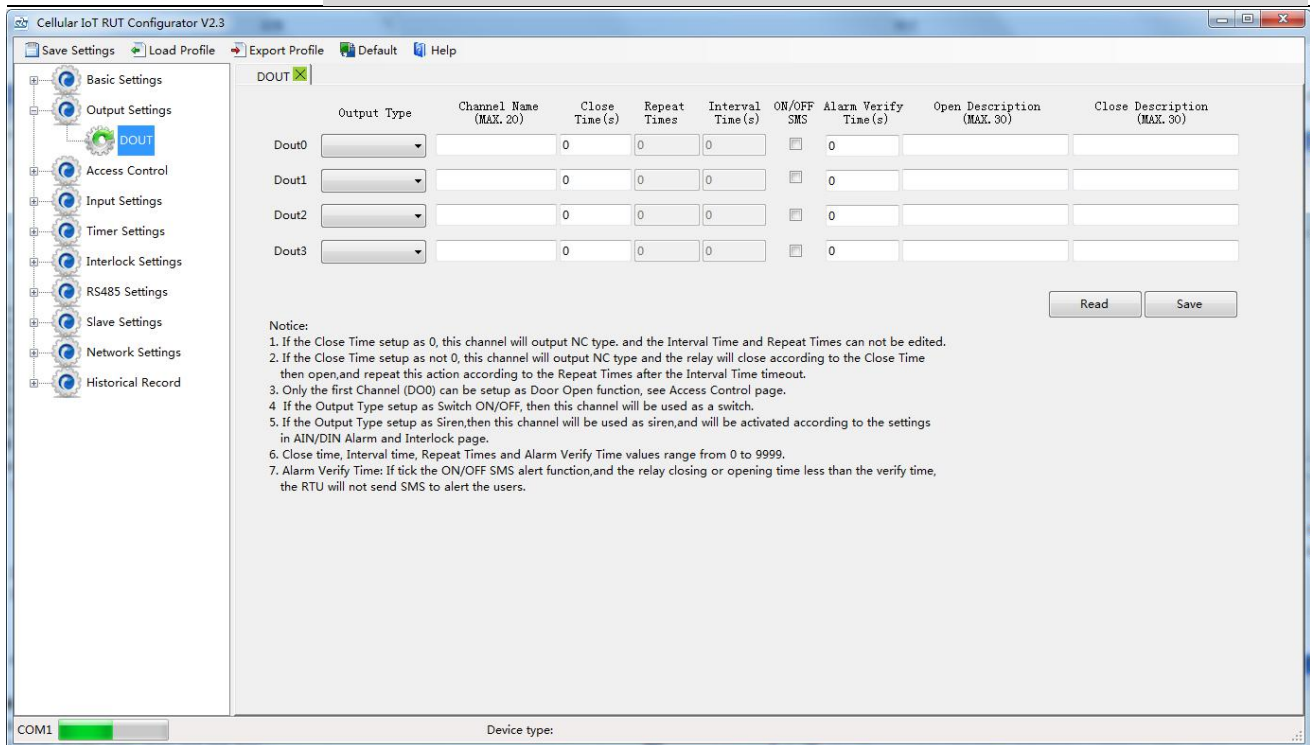 Cellular IoT RUT Configurator V2.3
Save Settings Load Profile Export Profile Default Help
Basic Settings
Output Settings
DOUT
Access Control
Input Settings
Timer Settings
Interlock Settings
RS485 Settings
Slave Settings
Network Settings
Historical Record
DOUT
Output Type Channel Name (MAX.20) Close Time(s) Repeat Times Interval Time(s) ON/OFF SMS Alarm Verify Time(s) Open Description (MAX.30) Close Description (MAX.30)
Dout0 0 0 0 0
Dout1 0 0 0 0
Dout2 0 0 0 0
Dout3 0 0 0 0
Read Save
Notice:
1. If the Close Time setup as 0, this channel will output NC type. and the Interval Time and Repeat Times can not be edited.
2. If the Close Time setup as not 0, this channel will output NC type and the relay will close according to the Close Time
then open,and repeat this action according to the Repeat Times after the Interval Time timeout.
3. Only the first Channel (DO0) can be setup as Door Open function, see Access Control page.
4 If the Output Type setup as Switch ON/OFF, then this channel will be used as a switch.
5. If the Output Type setup as Siren,then this channel will be used as siren,and will be activated according to the settings
in AIN/DIN Alarm and Interlock page.
6. Close time, Interval time, Repeat Times and Alarm Verify Time values range from 0 to 9999.
7. Alarm Verify Time: If tick the ON/OFF SMS alert function,and the relay closing or opening time less than the verify time,
the RTU will not send SMS to alert the users.
COM1 Device type: